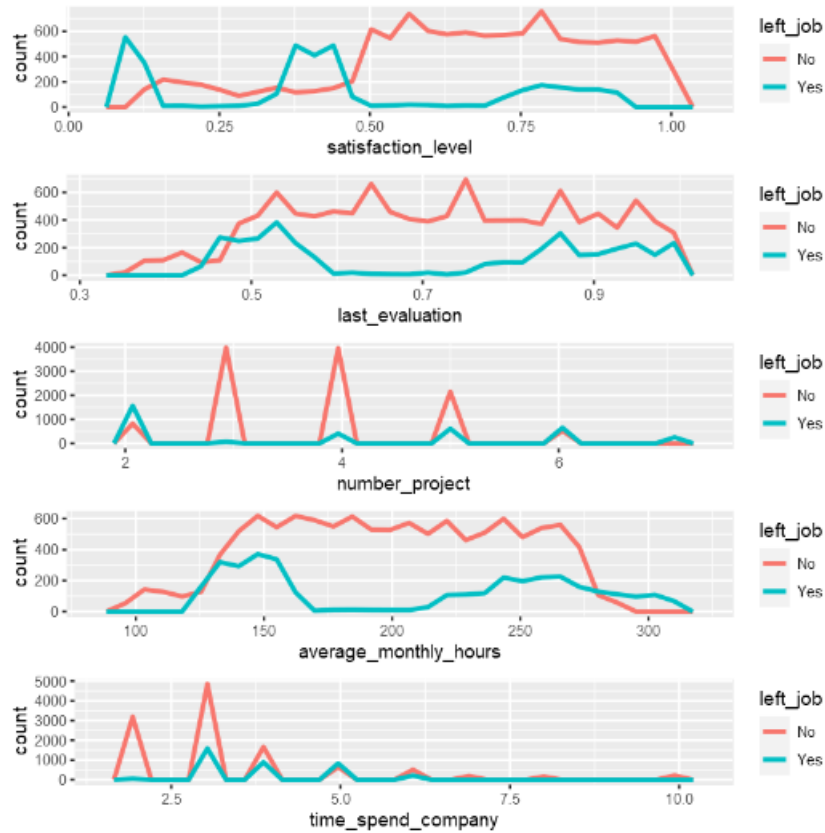 600
400
200
0
count
0.00
0.25
0.50
0.75
1.00
satisfaction_level
left_job
No
Yes
600
400
200
0
count
0.3
0.5
0.7
0.9
last_evaluation
left_job
No
Yes
4000
3000
2000
1000
0
count
2
4
6
number_project
left_job
No
Yes
600
400
200
0
count
100
150
200
250
300
average_monthly_hours
left_job
No
Yes
5000
4000
3000
2000
1000
0
count
2.5
5.0
7.5
10.0
time_spend_company
left_job
No
Yes